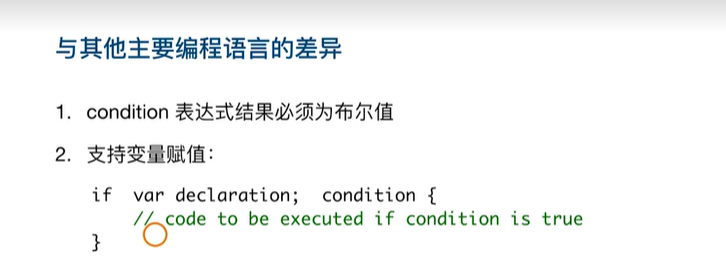 与其他主要编程语言的差异
1. condition 表达式结果必须为布尔值
2. 支持变量赋值：
if var declaration; condition {
// code to be executed if condition is true
}